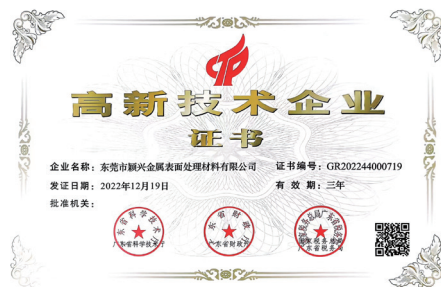 高新技术企业
证书
企业名称：东莞市颖兴金属表面处理材料有限公司 证书编号：GR202244000719
发证日期：2022年12月19日 有效期：三年
批准机关：
广东省科学技术厅 广东省财政厅 国家税务总局广东省税务局